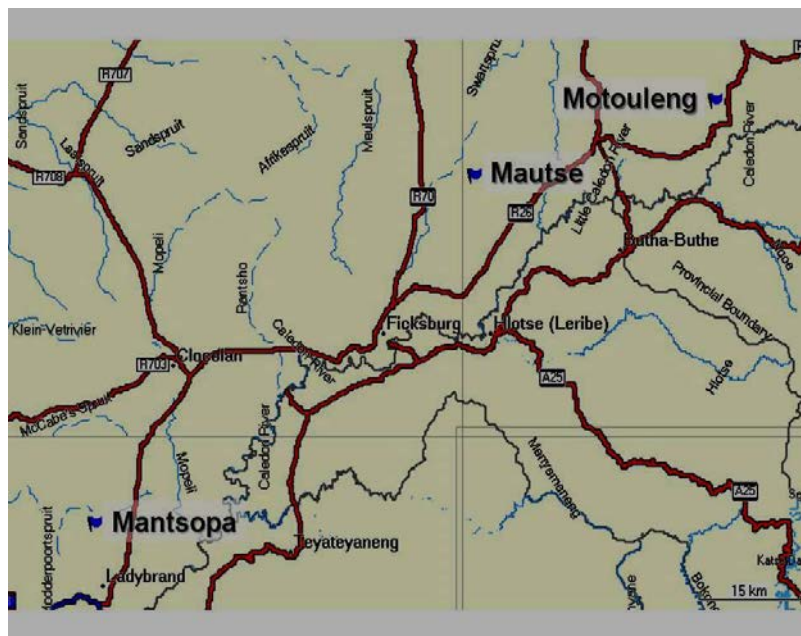 R707
Sandspruit
Sandspruit
Laaispruit
R708
Afrikaspruit
Meulspruit
Swartspruit
Motouleng
Mautse
R70
R26
Little Caledon River
Caledon River
Butha-Buthe
Provincial Boundary
Mopeli
Rantsho
Klein-Vetrivier
Caledon River
Ficksburg
Hlotse (Leribe)
R703
Clocolan
A25
Hlotse
McCabe's Spruit
Mopeli
Caledon River
Manyamaneng
A25
Mantsopa
Teyateyaneng
Ladybrand
15 km